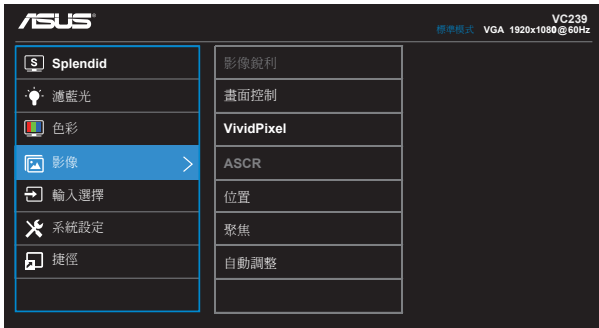 ASUS
VC239
標準模式 VGA 1920x1080@60Hz
Splendid
濾藍光
色彩
影像
輸入選擇
系統設定
捷徑
影像銳利
畫面控制
VividPixel
ASCR
位置
聚焦
自動調整